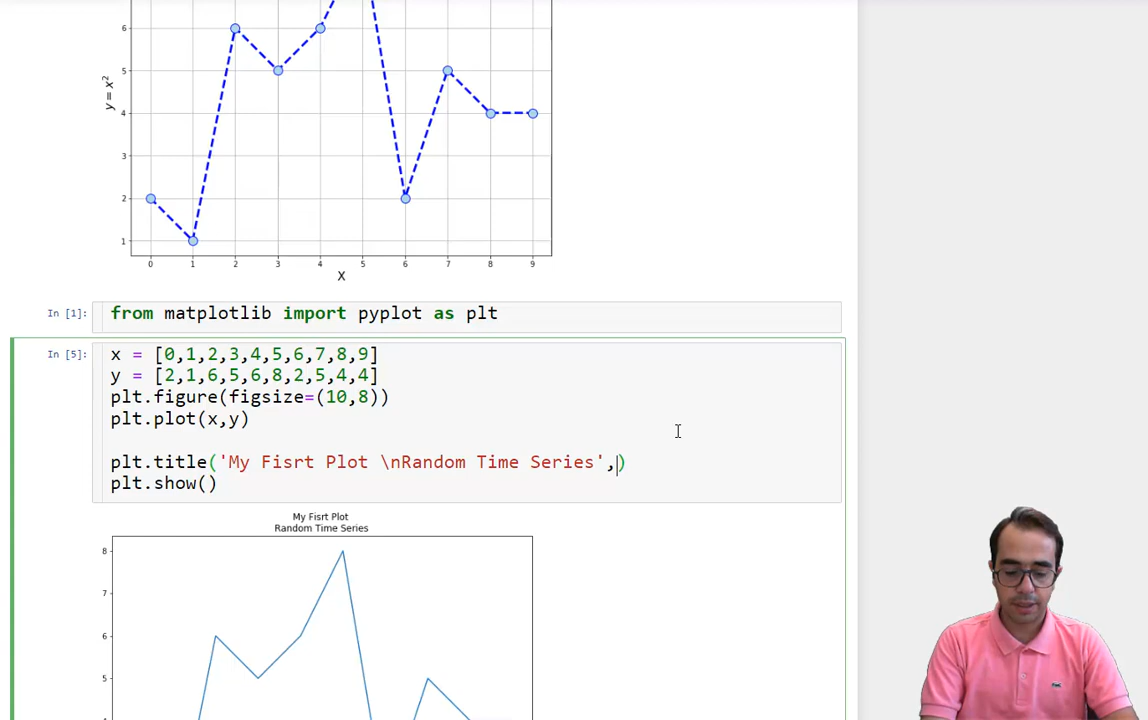 6
5
4
3
2
1
y = x²
0 1 2 3 4 5 6 7 8 9
X
In [1]: from matplotlib import pyplot as plt
In [5]: x = [0,1,2,3,4,5,6,7,8,9]
y = [2,1,6,5,6,8,2,5,4,4]
plt.figure(figsize=(10,8))
plt.plot(x,y)
plt.title('My Fisrt Plot \nRandom Time Series',)
plt.show()
My Fisrt Plot
Random Time Series
8
7
6
5